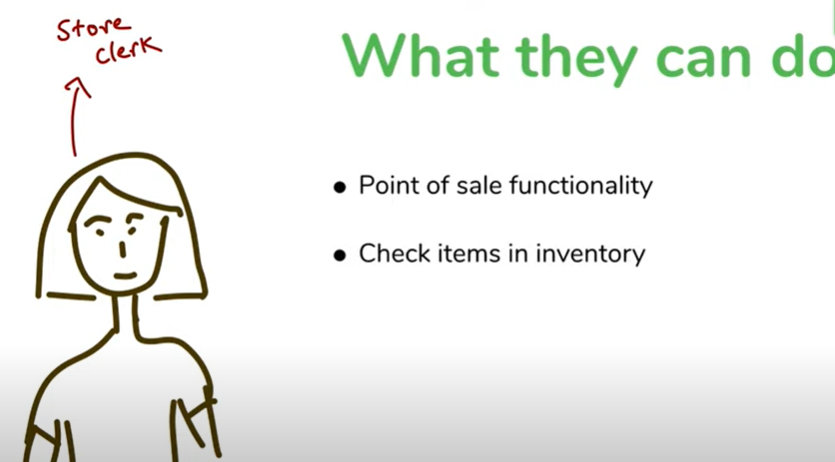 Store
clerk
What they can do
● Point of sale functionality
● Check items in inventory